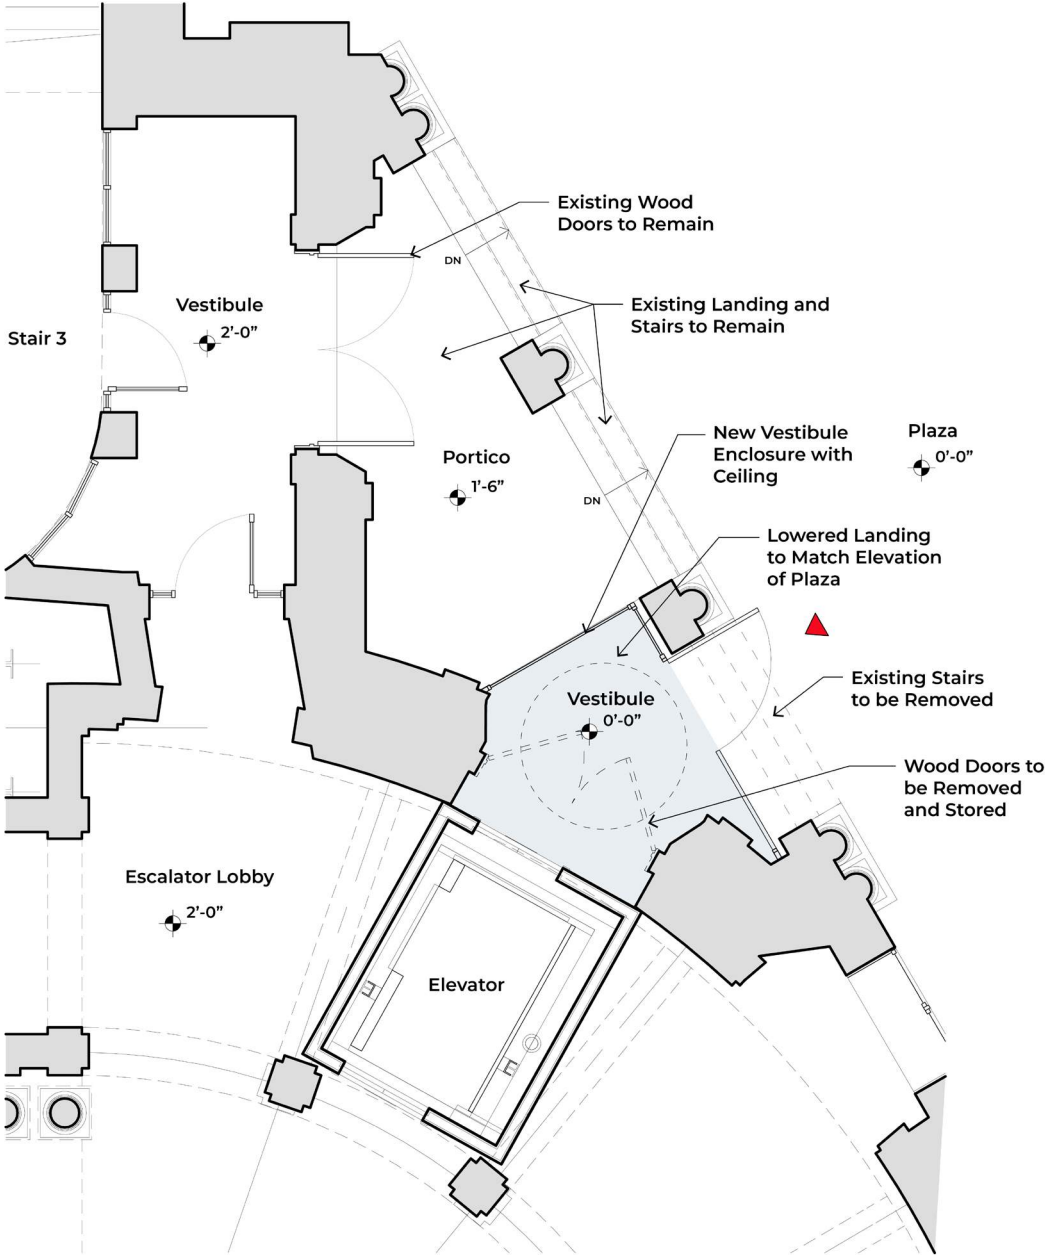 Existing Wood
Doors to Remain
DN
Vestibule
2’-0”
Existing Landing and
Stairs to Remain
Stair 3
New Vestibule
Enclosure with
Ceiling
Plaza
0’-0”
Portico
1’-6”
DN
Lowered Landing
to Match Elevation
of Plaza
Existing Stairs
to be Removed
Vestibule
0’-0”
Wood Doors to
be Removed
and Stored
Escalator Lobby
2’-0”
Elevator